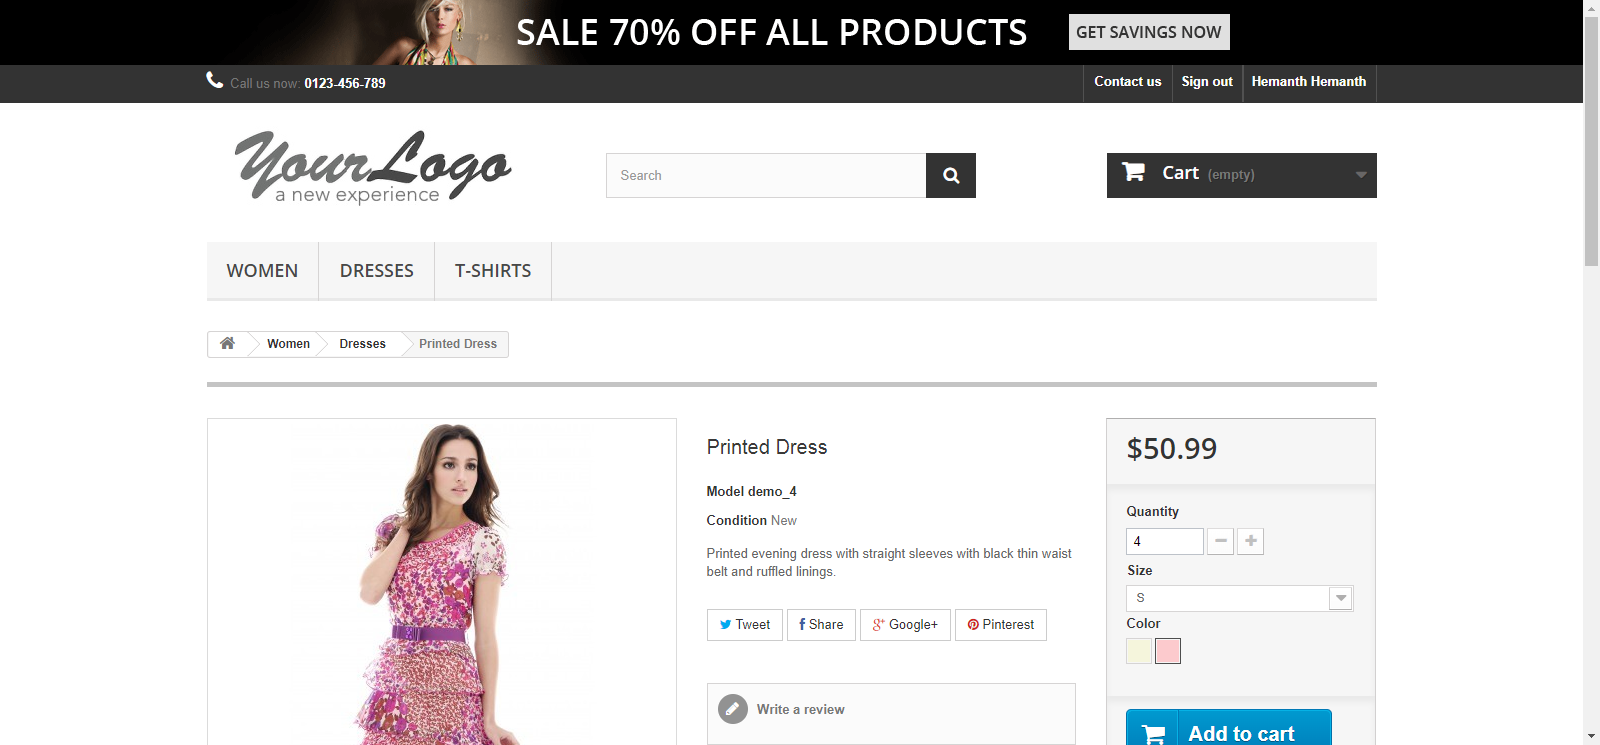 SALE 70% OFF ALL PRODUCTS GET SAVINGS NOW
Call us now: 0123-456-789 Contact us Sign out Hemanth Hemanth
YourLogo
a new experience
Search
Cart (empty)
WOMEN DRESSES T-SHIRTS
Women Dresses Printed Dress
Printed Dress
Model demo_4
Condition New
Printed evening dress with straight sleeves with black thin waist
belt and ruffled linings.
Tweet Share Google+ Pinterest
Write a review
$50.99
Quantity
4
Size
S
Color
Add to cart